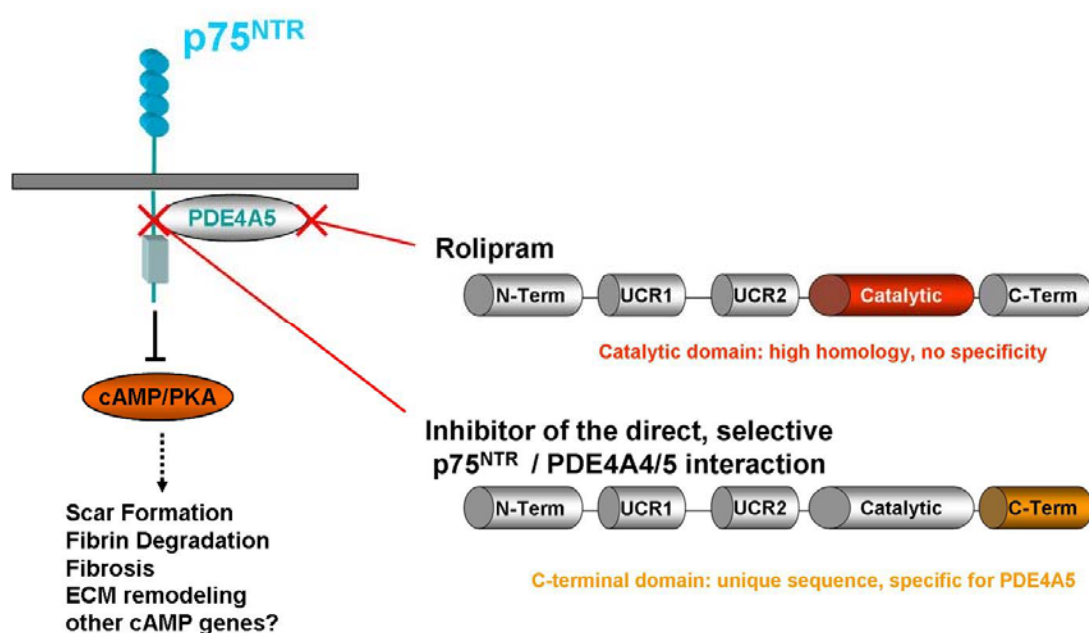 p75NTR
PDE4A5
Rolipram
N-Term UCR1 UCR2 Catalytic C-Term
Catalytic domain: high homology, no specificity
cAMP/PKA
Inhibitor of the direct, selective
p75NTR / PDE4A4/5 interaction
N-Term UCR1 UCR2 Catalytic C-Term
C-terminal domain: unique sequence, specific for PDE4A5
Scar Formation
Fibrin Degradation
Fibrosis
ECM remodeling
other cAMP genes?